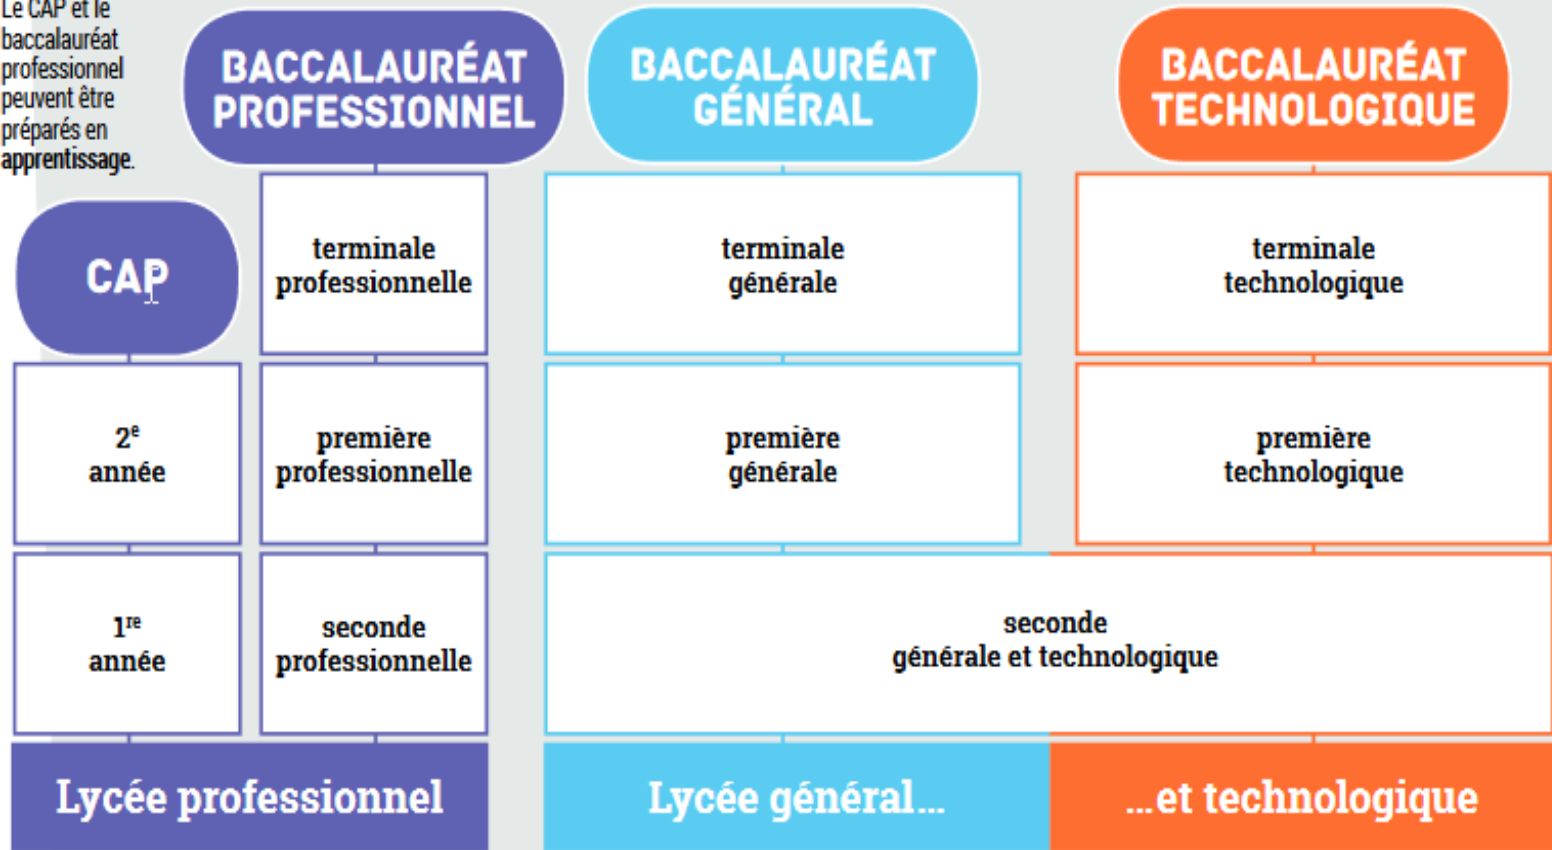 Le CAP et le
baccalauréat
professionnel
peuvent être
préparés en
apprentissage.
BACCALAURÉAT
PROFESSIONNEL
BACCALAURÉAT
GÉNÉRAL
BACCALAURÉAT
TECHNOLOGIQUE
CAP
terminale
professionnelle
terminale
générale
terminale
technologique
2e
année
première
professionnelle
première
générale
première
technologique
1re
année
seconde
professionnelle
seconde
générale et technologique
Lycée professionnel
Lycée général...
...et technologique